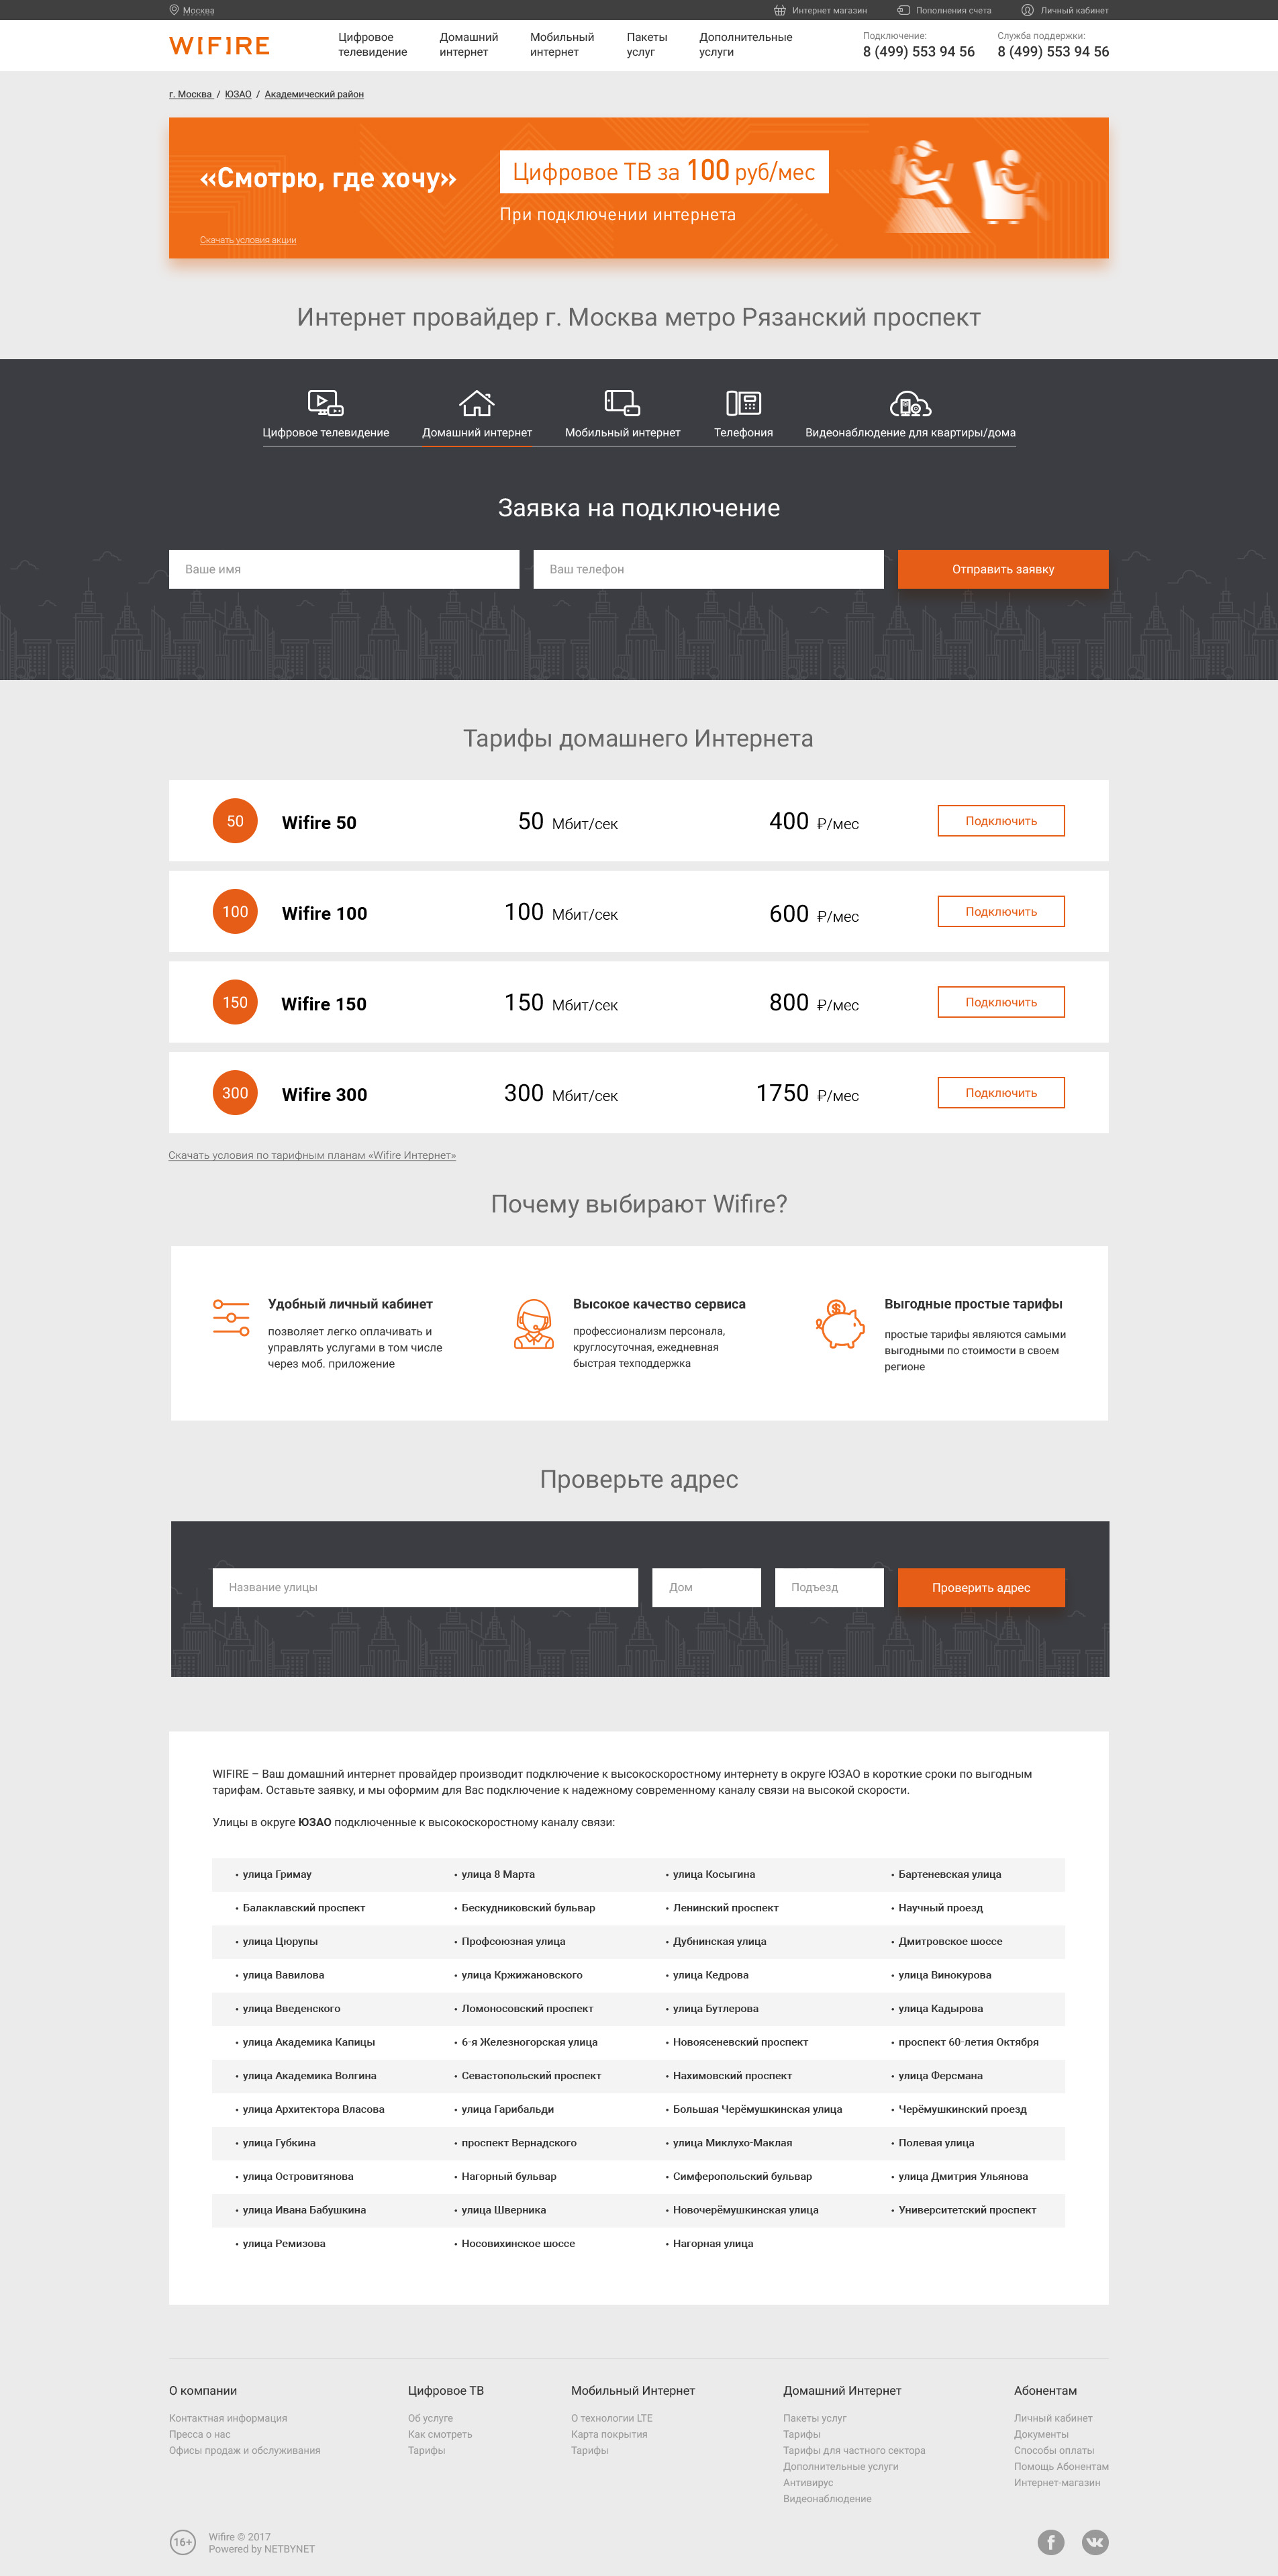 Москва
Интернет магазин
Пополнения счета
Личный кабинет
WIFIRE
Цифровое
телевидение
Домашний
интернет
Мобильный
интернет
Пакеты
услуг
Дополнительные
услуги
Подключение:
8 (499) 553 94 56
Служба поддержки:
8 (499) 553 94 56
г. Москва / ЮЗАО / Академический район
«Смотрю, где хочу»
Цифровое ТВ за 100 руб/мес
При подключении интернета
Скачать условия акции
Интернет провайдер г. Москва метро Рязанский проспект
Цифровое телевидение
Домашний интернет
Мобильный интернет
Телефония
Видеонаблюдение для квартиры/дома
Заявка на подключение
Ваше имя
Ваш телефон
Отправить заявку
Тарифы домашнего Интернета
50 Wifire 50 50 Мбит/сек 400 ₽/мес Подключить
100 Wifire 100 100 Мбит/сек 600 ₽/мес Подключить
150 Wifire 150 150 Мбит/сек 800 ₽/мес Подключить
300 Wifire 300 300 Мбит/сек 1750 ₽/мес Подключить
Скачать условия по тарифным планам «Wifire Интернет»
Почему выбирают Wifire?
Удобный личный кабинет
позволяет легко оплачивать и
управлять услугами в том числе
через моб. приложение
Высокое качество сервиса
профессионализм персонала,
круглосуточная, ежедневная
быстрая техподдержка
Выгодные простые тарифы
простые тарифы являются самыми
выгодными по стоимости в своем
регионе
Проверьте адрес
Название улицы
Дом
Подъезд
Проверить адрес
WIFIRE – Ваш домашний интернет провайдер производит подключение к высокоскоростному интернету в округе ЮЗАО в короткие сроки по выгодным
тарифам. Оставьте заявку, и мы оформим для Вас подключение к надежному современному каналу связи на высокой скорости.
Улицы в округе ЮЗАО подключенные к высокоскоростному каналу связи:
• улица Гримау • улица 8 Марта • улица Косыгина • Бартеневская улица
• Балаклавский проспект • Бескудниковский бульвар • Ленинский проспект • Научный проезд
• улица Цюрупы • Профсоюзная улица • Дубнинская улица • Дмитровское шоссе
• улица Вавилова • улица Кржижановского • улица Кедрова • улица Винокурова
• улица Введенского • Ломоносовский проспект • улица Бутлерова • улица Кадырова
• улица Академика Капицы • 6-я Железногорская улица • Новоясеневский проспект • проспект 60-летия Октября
• улица Академика Волгина • Севастопольский проспект • Нахимовский проспект • улица Ферсмана
• улица Архитектора Власова • улица Гарибальди • Большая Черёмушкинская улица • Черёмушкинский проезд
• улица Губкина • проспект Вернадского • улица Миклухо-Маклая • Полевая улица
• улица Островитянова • Нагорный бульвар • Симферопольский бульвар • улица Дмитрия Ульянова
• улица Ивана Бабушкина • улица Шверника • Новочерёмушкинская улица • Университетский проспект
• улица Ремизова • Носовихинское шоссе • Нагорная улица
О компании
Контактная информация
Пресса о нас
Офисы продаж и обслуживания
Цифровое ТВ
Об услуге
Как смотреть
Тарифы
Мобильный Интернет
О технологии LTE
Карта покрытия
Тарифы
Домашний Интернет
Пакеты услуг
Тарифы
Тарифы для частного сектора
Дополнительные услуги
Антивирус
Видеонаблюдение
Абонентам
Личный кабинет
Документы
Способы оплаты
Помощь Абонентам
Интернет-магазин
16+
Wifire © 2017
Powered by NETBYNET